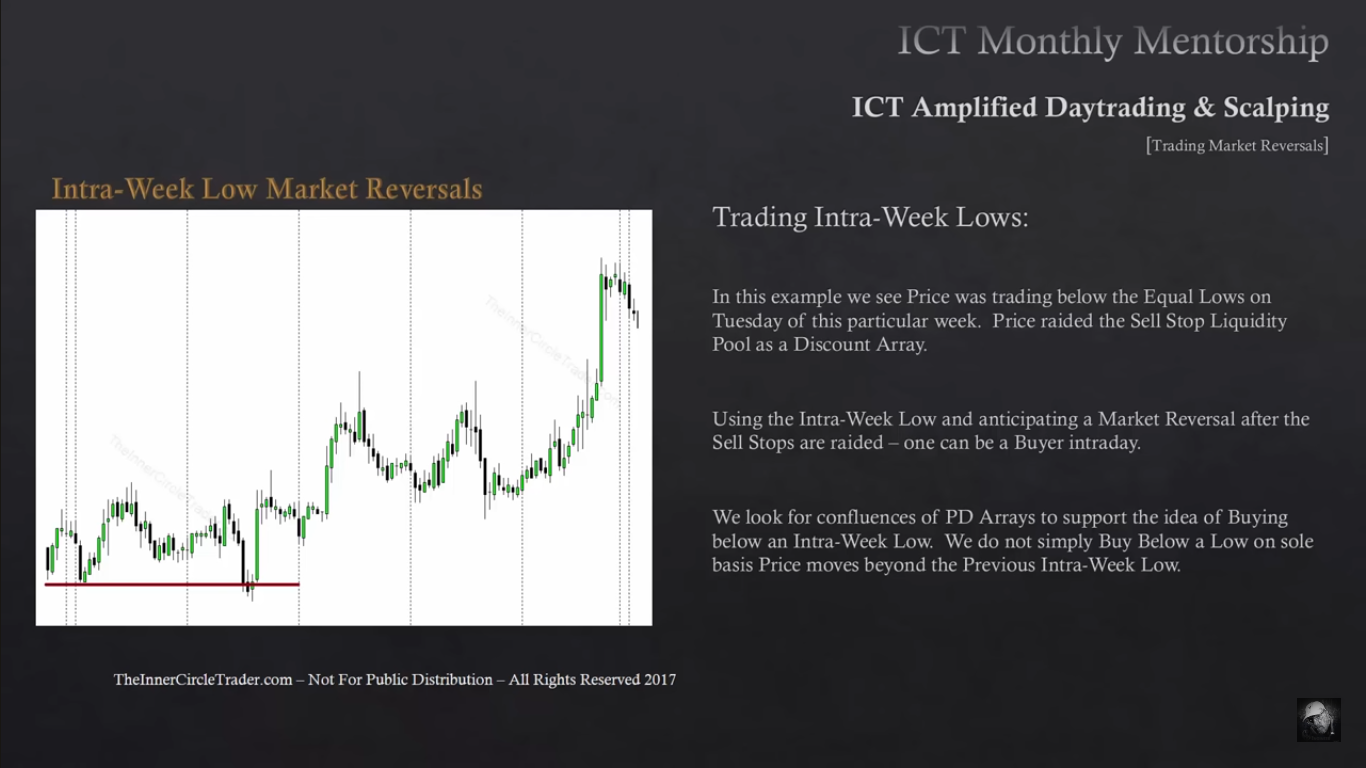 ICT Monthly Mentorship
ICT Amplified Daytrading & Scalping
[Trading Market Reversals]
Intra-Week Low Market Reversals
TheInnerCircleTrader.com
TheInnerCircleTrader.com
Trading Intra-Week Lows:
In this example we see Price was trading below the Equal Lows on
Tuesday of this particular week.  Price raided the Sell Stop Liquidity
Pool as a Discount Array.
Using the Intra-Week Low and anticipating a Market Reversal after the
Sell Stops are raided – one can be a Buyer intraday.
We look for confluences of PD Arrays to support the idea of Buying
below an Intra-Week Low.  We do not simply Buy Below a Low on sole
basis Price moves beyond the Previous Intra-Week Low.
TheInnerCircleTrader.com – Not For Public Distribution – All Rights Reserved 2017